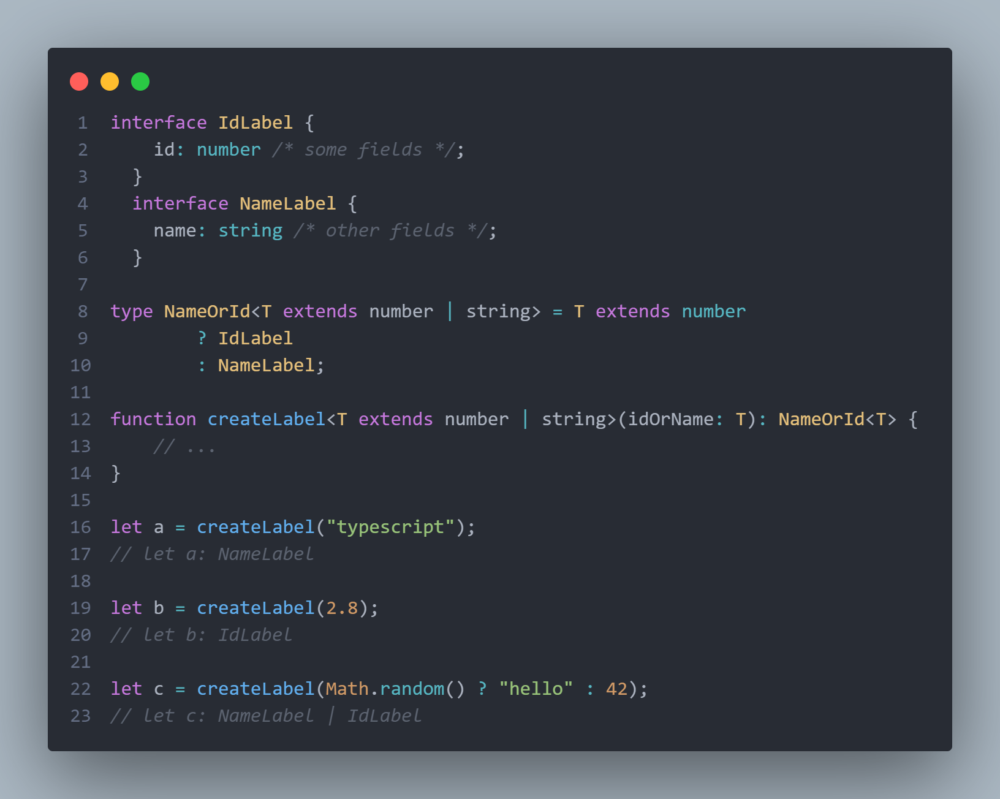 1 interface IdLabel {
2     id: number /* some fields */;
3   }
4   interface NameLabel {
5     name: string /* other fields */;
6   }
7
8 type NameOrId<T extends number | string> = T extends number
9         ? IdLabel
10         : NameLabel;
11
12 function createLabel<T extends number | string>(idOrName: T): NameOrId<T> {
13     // ...
14 }
15
16 let a = createLabel("typescript");
17 // let a: NameLabel
18
19 let b = createLabel(2.8);
20 // let b: IdLabel
21
22 let c = createLabel(Math.random() ? "hello" : 42);
23 // let c: NameLabel | IdLabel